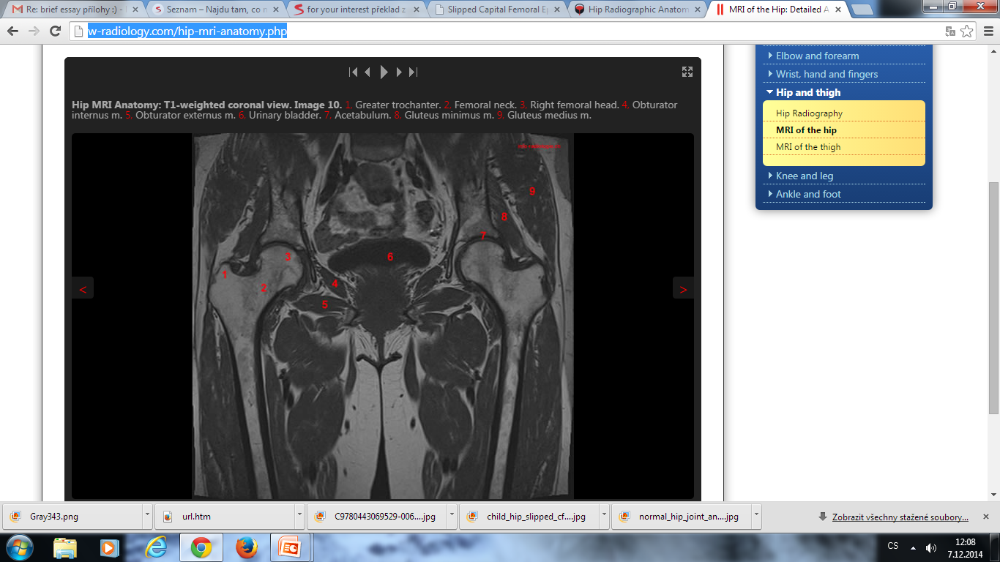 Re: brief essay přílohy :) -
Seznam – Najdu tam, co n
for your interest překlad z
Slipped Capital Femoral Ep
Hip Radiographic Anatom
MRI of the Hip: Detailed A
w-radiology.com/hip-mri-anatomy.php
Elbow and forearm
Wrist, hand and fingers
Hip and thigh
Hip Radiography
MRI of the hip
MRI of the thigh
Knee and leg
Ankle and foot
Hip MRI Anatomy: T1-weighted coronal view. Image 10. 1, Greater trochanter. 2, Femoral neck. 3, Right femoral head. 4, Obturator
internus m. 5, Obturator externus m. 6, Urinary bladder. 7, Acetabulum. 8, Gluteus minimus m. 9, Gluteus medius m.
9
8
7
3
6
1
2
4
5
<
>
Gray343.png
url.htm
C9780443069529-006....jpg
child_hip_slipped_cf....jpg
normal_hip_joint_an....jpg
Zobrazit všechny stažené soubory...
CS
12:08
7.12.2014